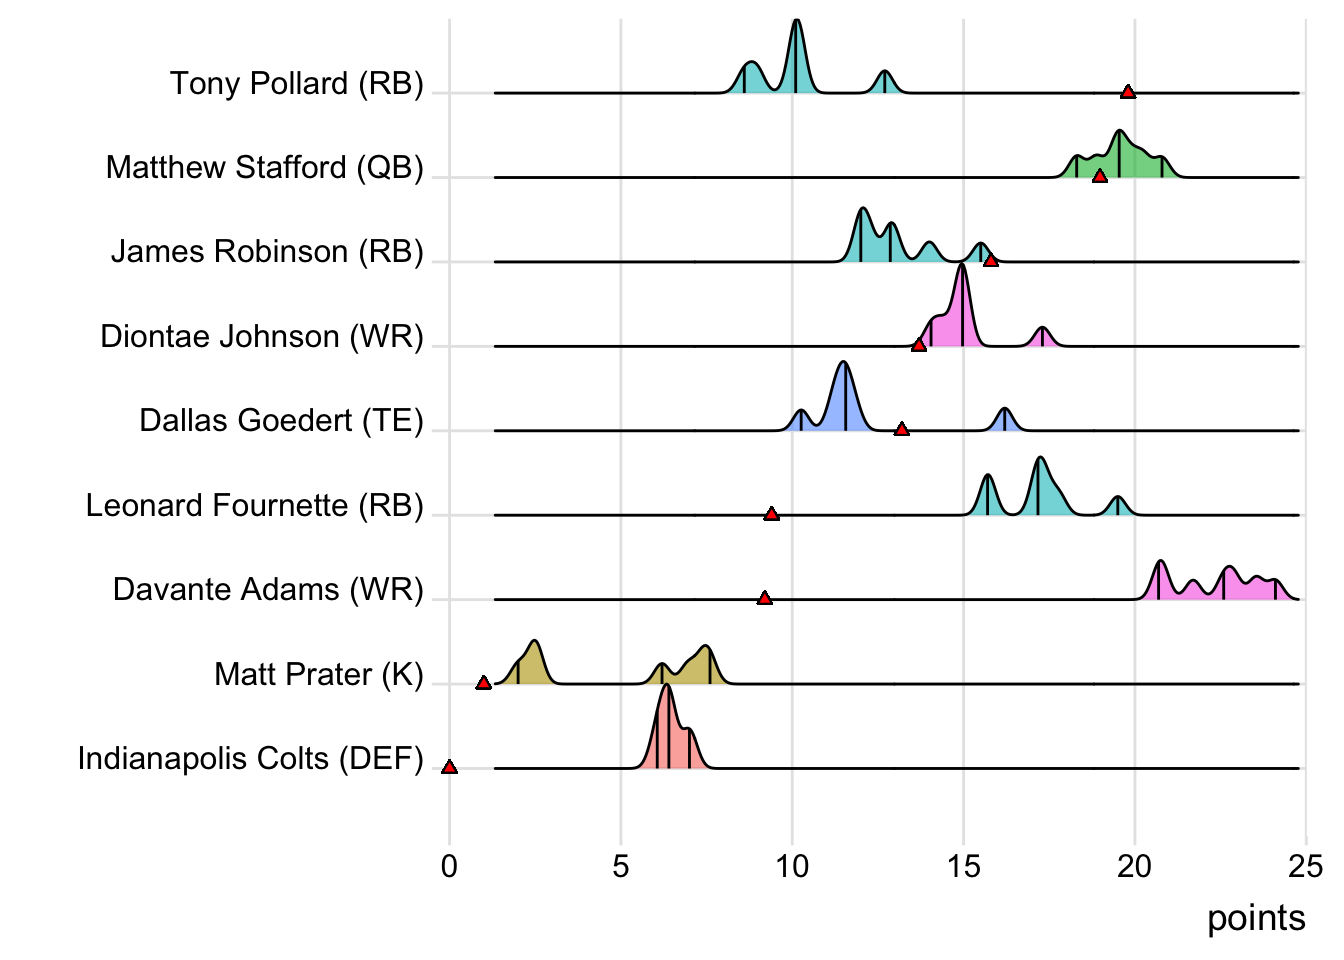 Tony Pollard (RB)
Matthew Stafford (QB)
James Robinson (RB)
Diontae Johnson (WR)
Dallas Goedert (TE)
Leonard Fournette (RB)
Davante Adams (WR)
Matt Prater (K)
Indianapolis Colts (DEF)
0 5 10 15 20 25
points